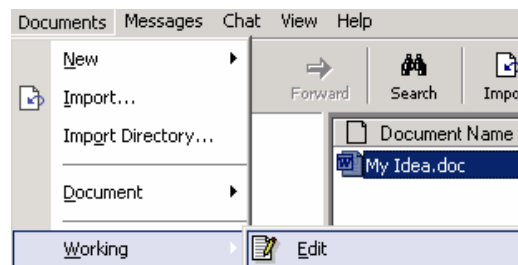 Documents Messages Chat View Help
New
Import...
Import Directory...
Document
Working
Forward Search Impo
Document Name
My Idea.doc
Edit